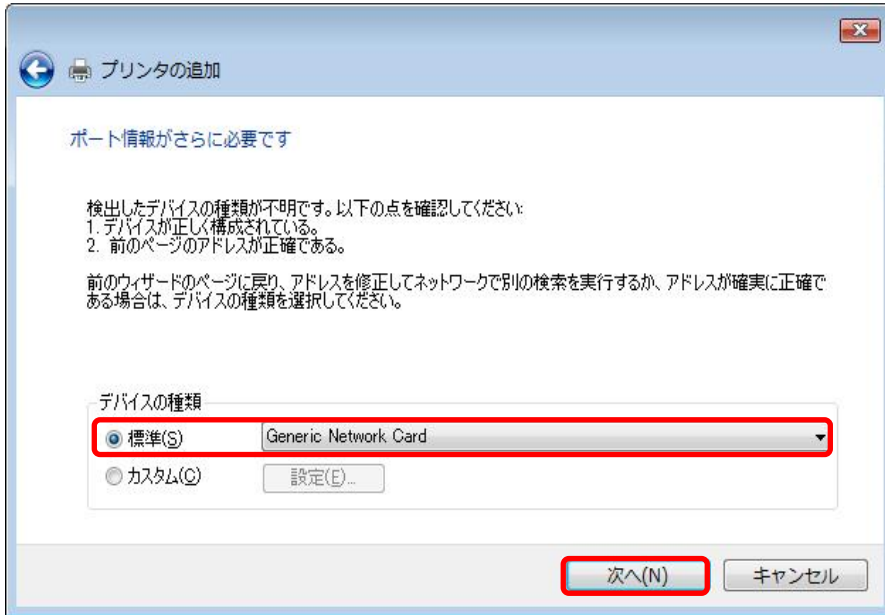 プリンタの追加
ポート情報がさらに必要です
検出したデバイスの種類が不明です。以下の点を確認してください:
1. デバイスが正しく構成されている。
2. 前のページのアドレスが正確である。
前のウィザードのページに戻り、アドレスを修正してネットワークで別の検索を実行するか、アドレスが確実に正確で
ある場合は、デバイスの種類を選択してください。
デバイスの種類
標準(S) Generic Network Card
カスタム(C) 設定(E)...
次へ(N) キャンセル